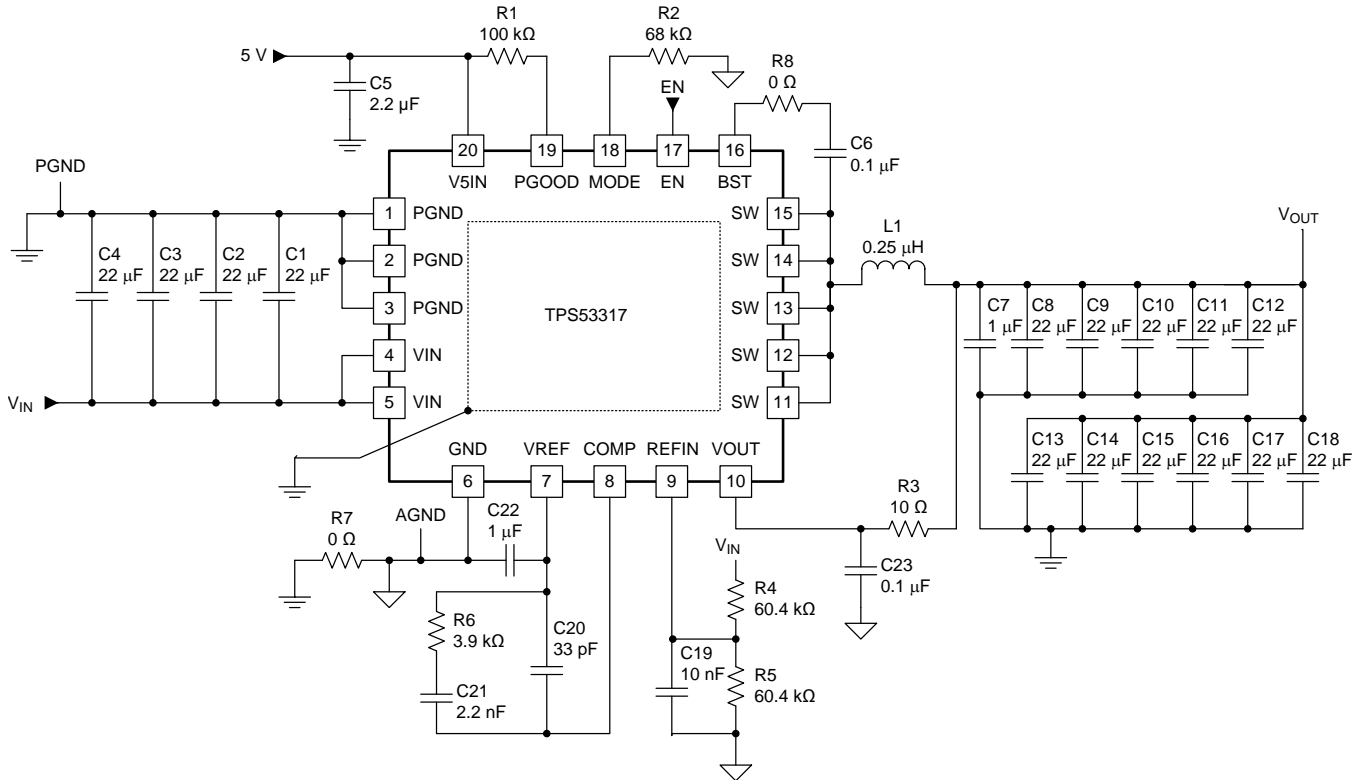 R1
100 kΩ
R2
68 kΩ
5 V
C5
2.2 µF
EN
R8
0 Ω
C6
0.1 µF
20
19
18
17
16
V5IN
PGOOD
MODE
EN
BST
PGND
1
PGND
SW
15
2
PGND
SW
14
3
PGND
SW
13
4
VIN
SW
12
5
VIN
SW
11
C4
22 µF
C3
22 µF
C2
22 µF
C1
22 µF
VIN
TPS53317
L1
0.25 µH
VOUT
C7
1 µF
C8
22 µF
C9
22 µF
C10
22 µF
C11
22 µF
C12
22 µF
C13
22 µF
C14
22 µF
C15
22 µF
C16
22 µF
C17
22 µF
C18
22 µF
GND
VREF
COMP
REFIN
VOUT
6
7
8
9
10
R7
0 Ω
AGND
C22
1 µF
R3
10 Ω
C23
0.1 µF
VIN
R4
60.4 kΩ
R6
3.9 kΩ
C20
33 pF
C19
10 nF
R5
60.4 kΩ
C21
2.2 nF